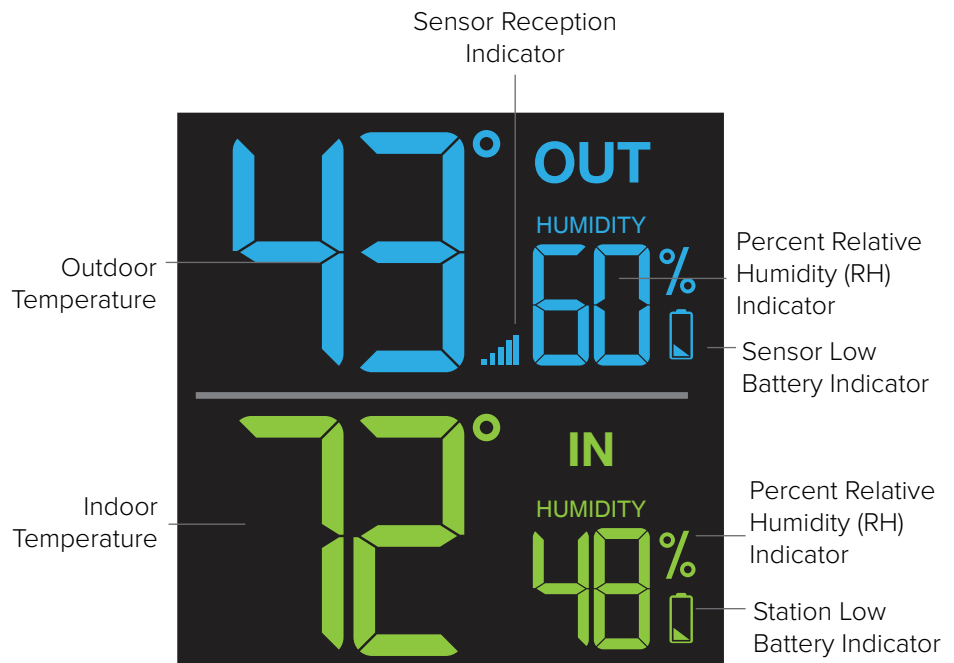 Sensor Reception
Indicator
43°
OUT
HUMIDITY
60%
Outdoor
Temperature
Percent Relative
Humidity (RH)
Indicator
Sensor Low
Battery Indicator
72°
IN
HUMIDITY
48%
Indoor
Temperature
Percent Relative
Humidity (RH)
Indicator
Station Low
Battery Indicator